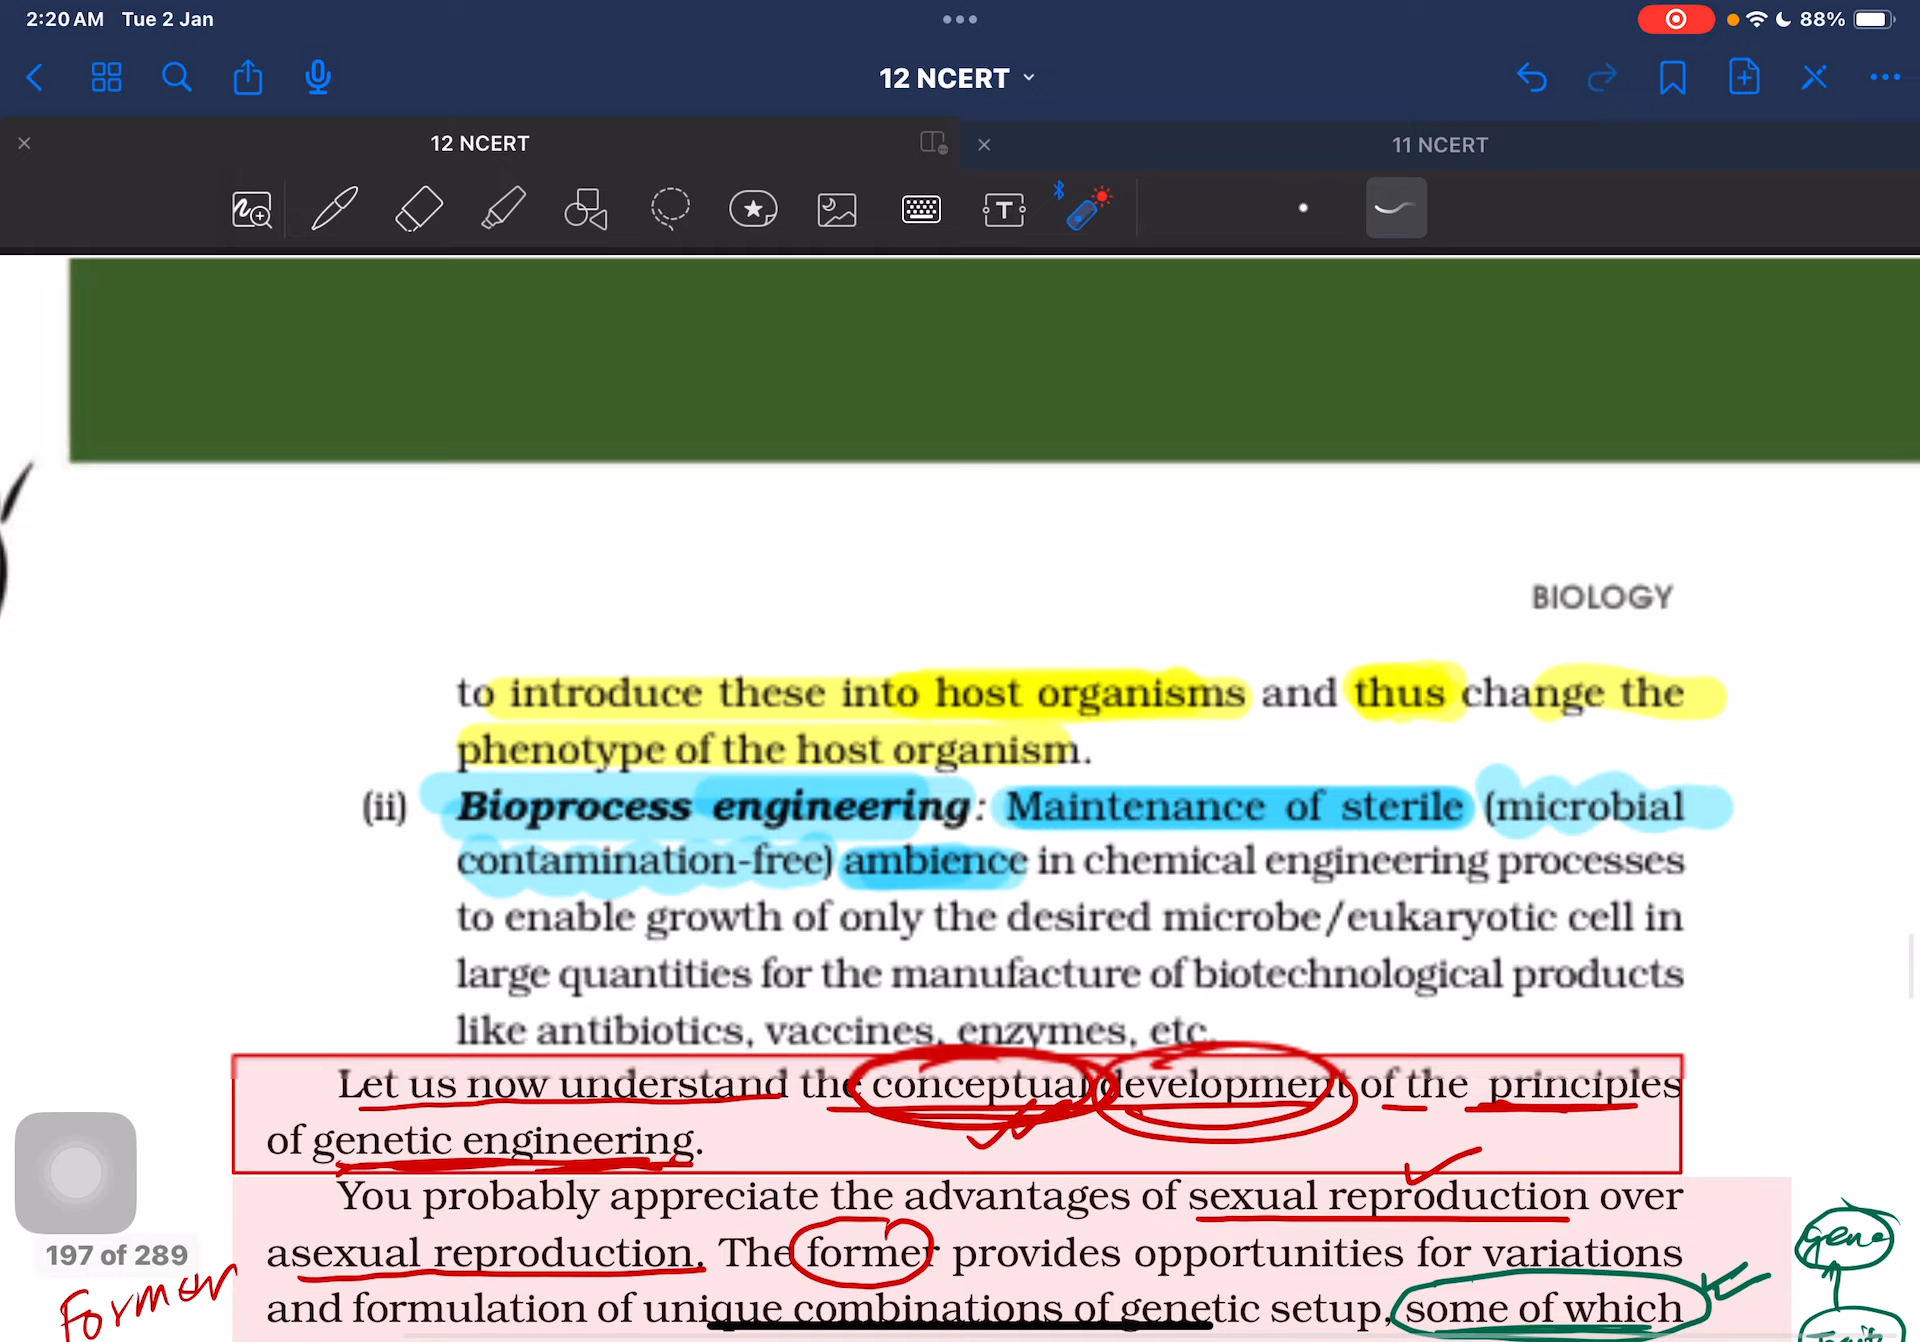 2:20 AM Tue 2 Jan
88%
12 NCERT
12 NCERT
11 NCERT
T
BIOLOGY
to introduce these into host organisms and thus change the
phenotype of the host organism.
(ii) Bioprocess engineering: Maintenance of sterile (microbial
contamination-free) ambience in chemical engineering processes
to enable growth of only the desired microbe/eukaryotic cell in
large quantities for the manufacture of biotechnological products
like antibiotics, vaccines, enzymes, etc.
Let us now understand the conceptual development of the principles
of genetic engineering.
You probably appreciate the advantages of sexual reproduction over
asexual reproduction. The former provides opportunities for variations
and formulation of unique combinations of genetic setup, some of which
197 of 289
Former
gene